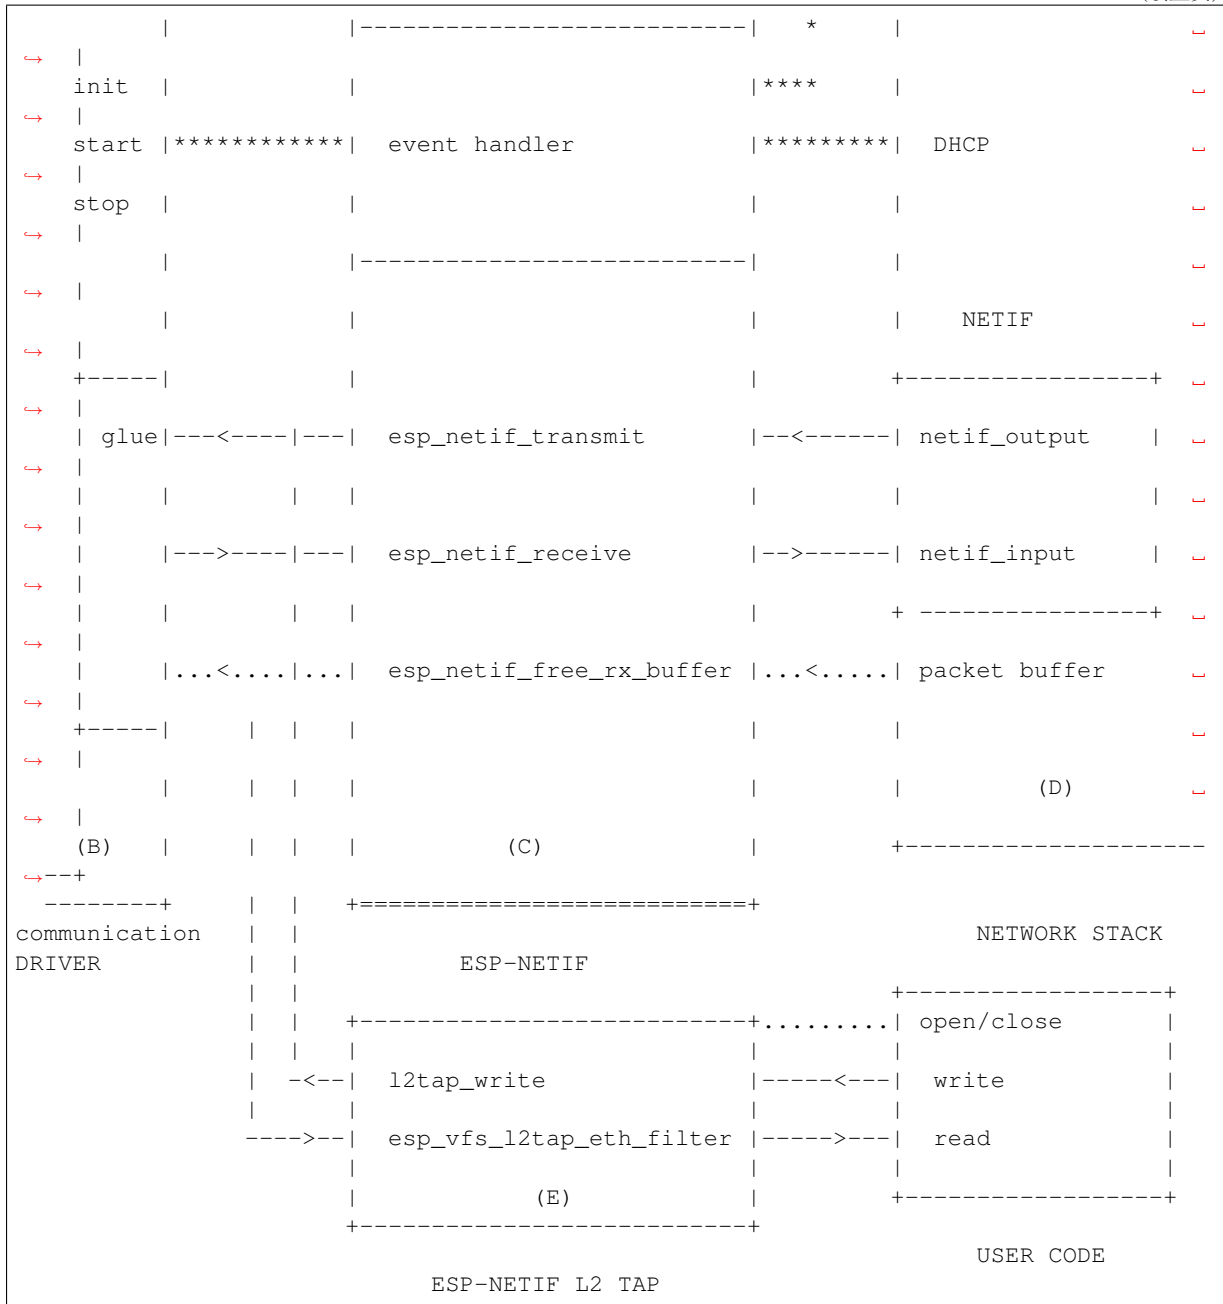 |            |---------------------------|   *     |                    ␣
↪  |
init  |            |                           |****     |                    ␣
↪  |
start |************|  event handler            |*********|  DHCP              ␣
↪  |
stop  |            |                           |         |                    ␣
↪  |
|            |---------------------------|         |                    ␣
↪  |
|            |                           |         |    NETIF           ␣
↪  |
+-----|            |                           |         +-----------------+  ␣
↪  |
| glue|---<----|---|  esp_netif_transmit       |--<------| netif_output    |  ␣
↪  |
|     |        |   |                           |         |                 |  ␣
↪  |
|     |--->----|---|  esp_netif_receive        |-->------| netif_input     |  ␣
↪  |
|     |        |   |                           |         + ----------------+  ␣
↪  |
|     |...<....|...|  esp_netif_free_rx_buffer |...<.....| packet buffer      ␣
↪  |
+-----|     |  |   |                           |         |                    ␣
↪  |
|     |  |   |                           |         |         (D)        ␣
↪  |
(B)   |     |  |   |          (C)              |         +---------------------
↪--+
--------+     |  |   +===========================+
communication   |  |                                               NETWORK STACK
DRIVER          |  |           ESP-NETIF
|  |                                         +------------------+
|  |   +---------------------------+.........| open/close       |
|  |   |                           |         |                  |
|  -<--|  l2tap_write              |-----<---|  write           |
|      |                           |         |                  |
---->--|  esp_vfs_l2tap_eth_filter |----->---|  read            |
|                           |         |                  |
|            (E)            |         +------------------+
+---------------------------+
USER CODE
ESP-NETIF L2 TAP